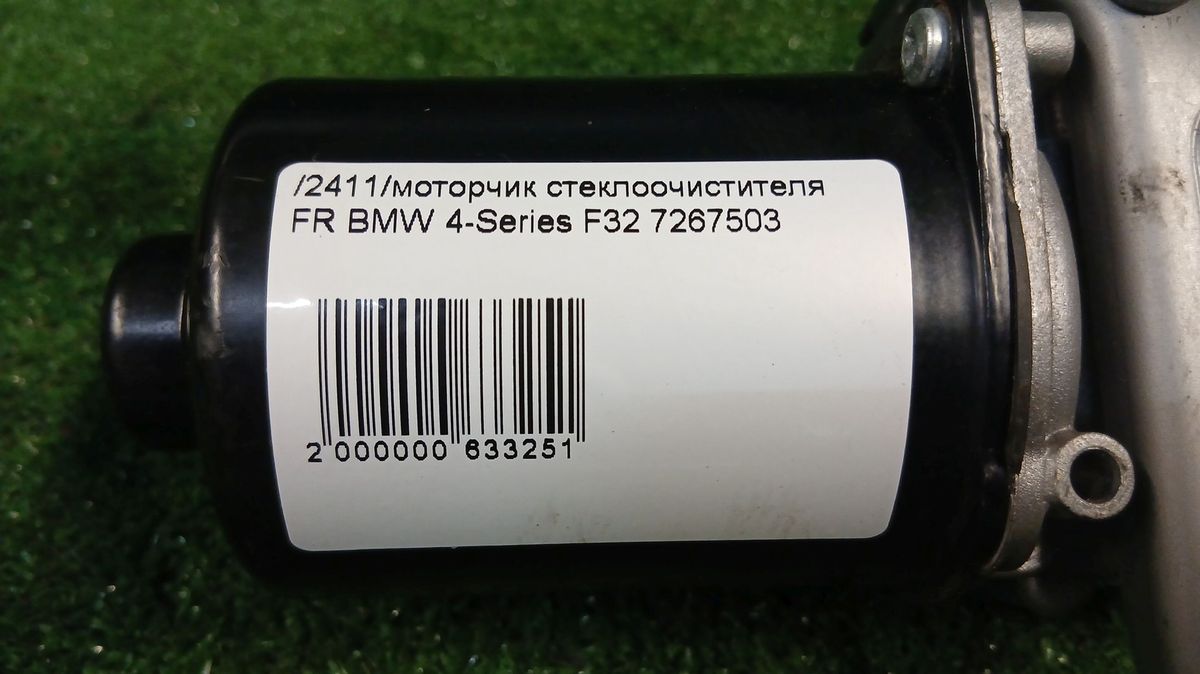 /2411/моторчик стеклоочистителя
FR BMW 4-Series F32 7267503
2 000000 633251